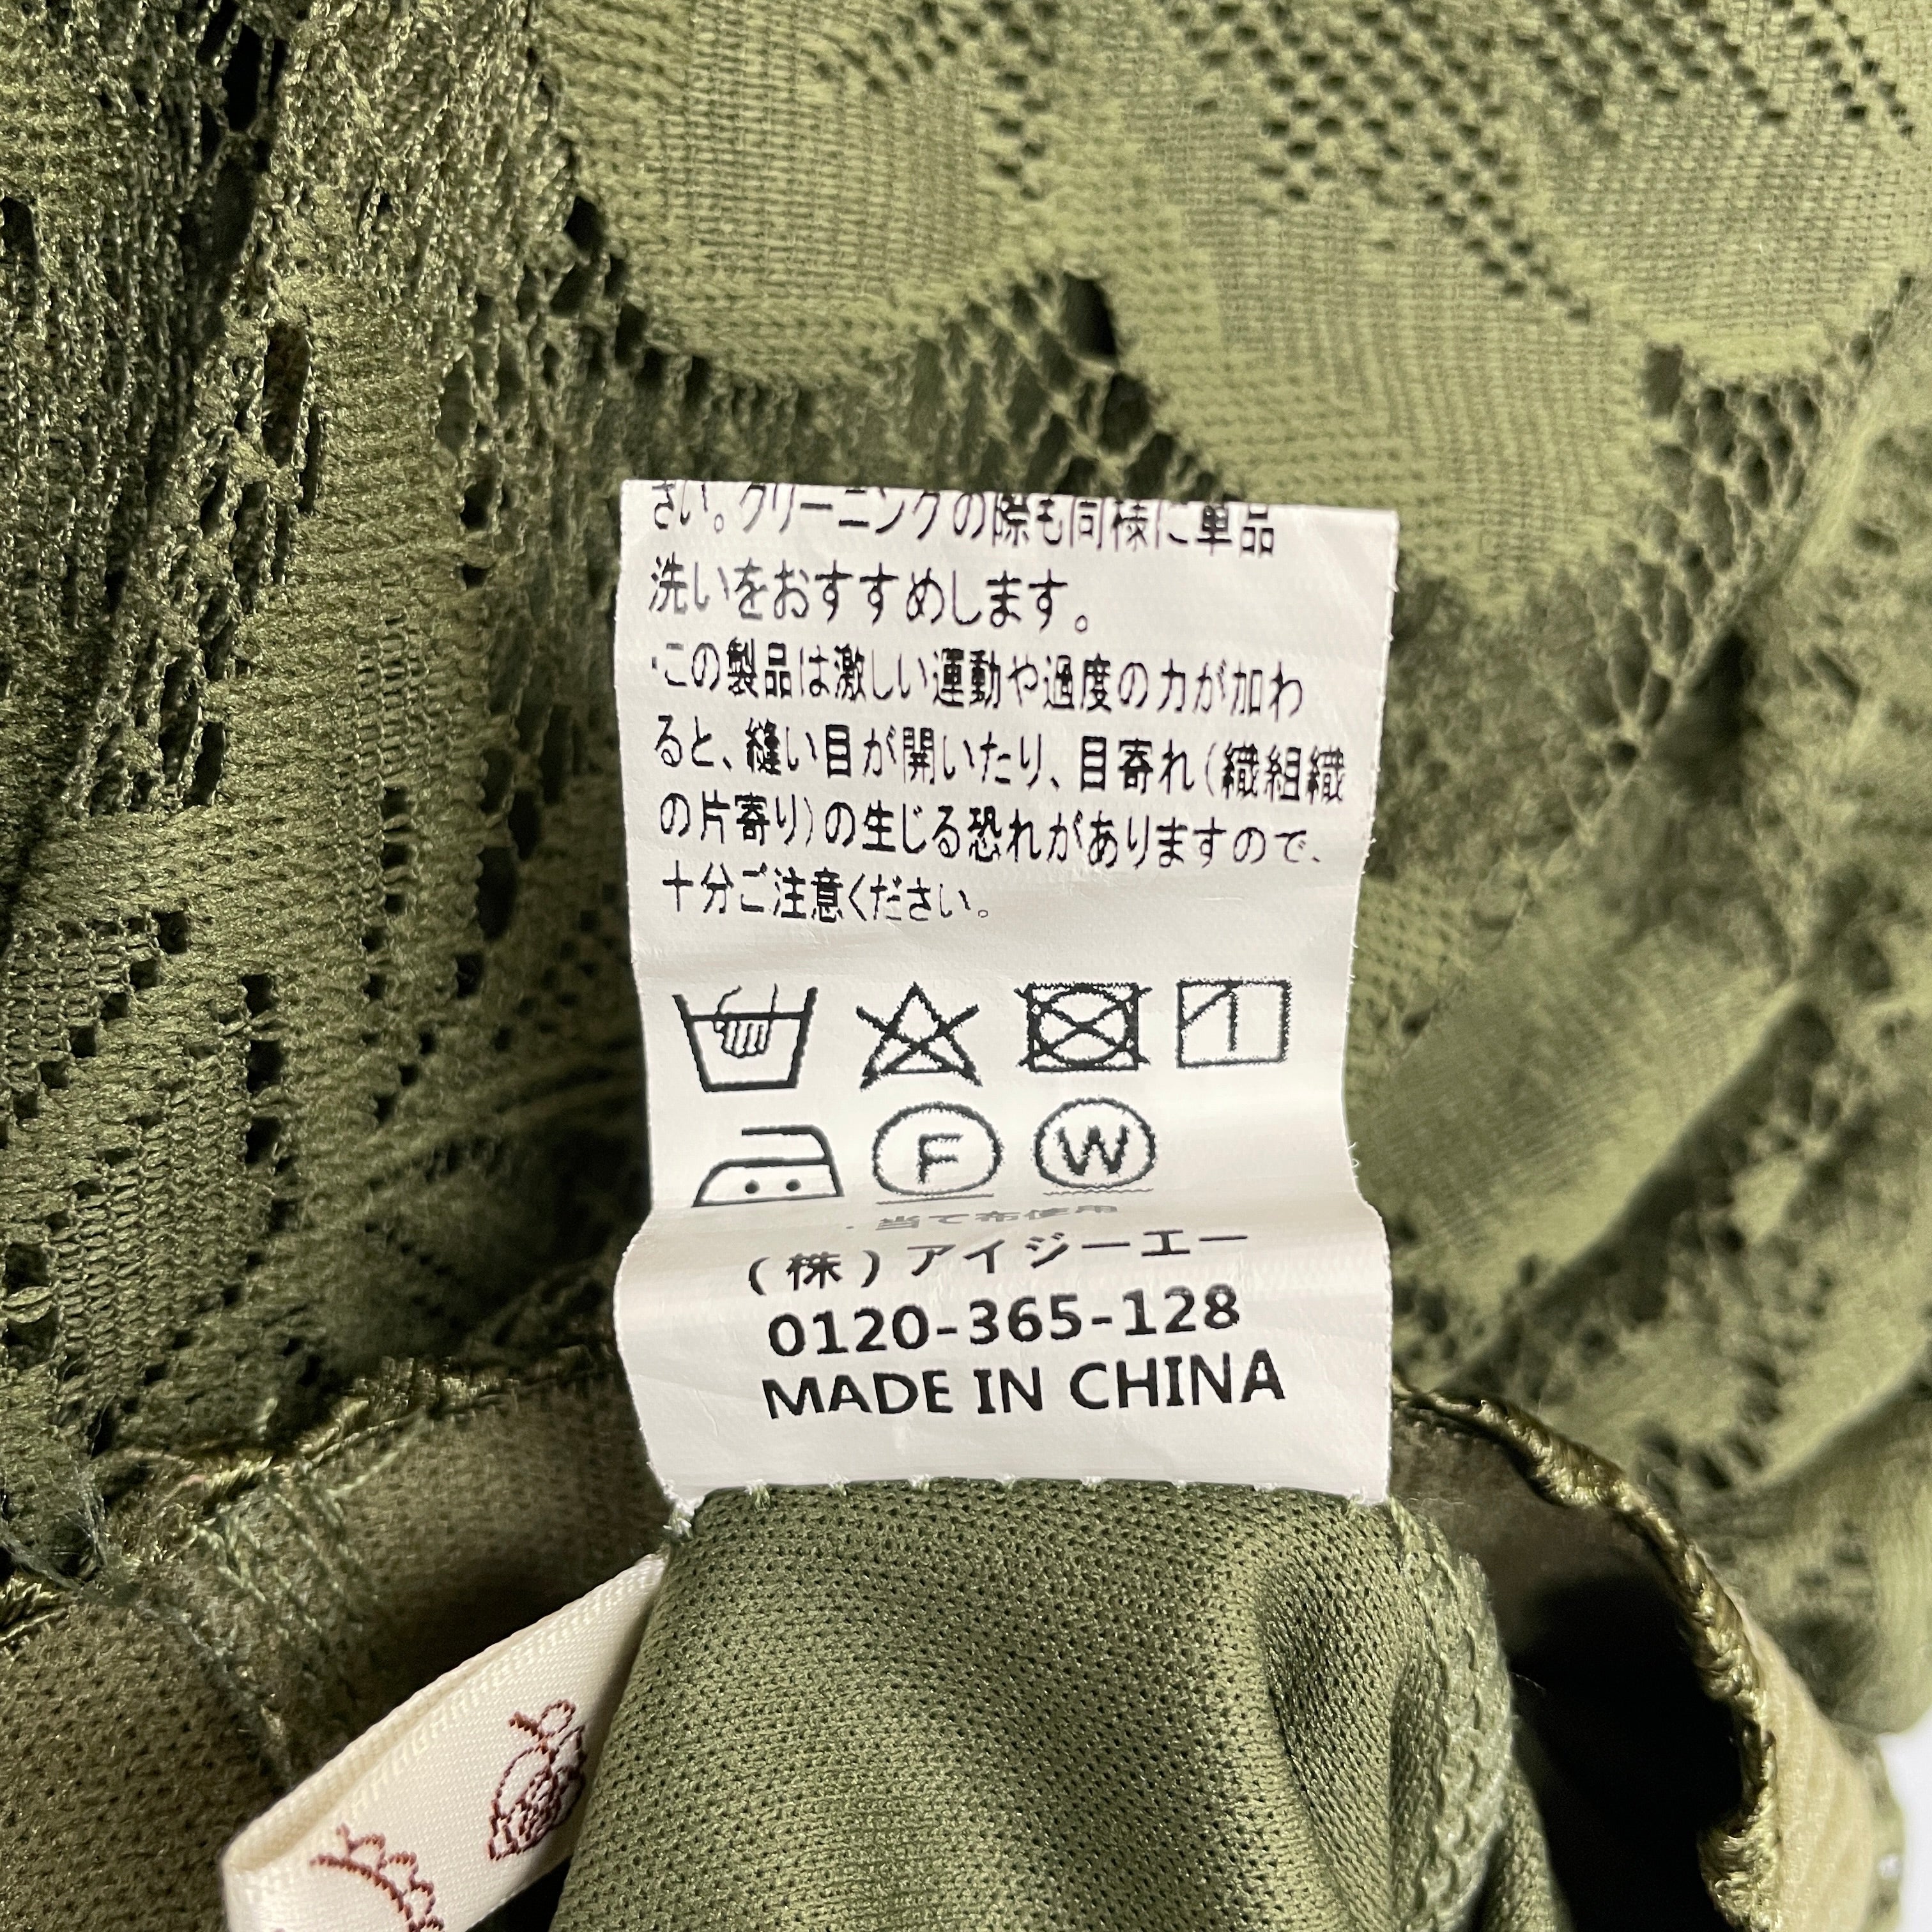 さい。クリーニングの際も同様に単品
洗いをおすすめします。
・この製品は激しい運動や過度の力が加わ
ると、縫い目が開いたり、目寄れ(織組織
の片寄り)の生じる恐れがありますので、
十分ご注意ください。
F W
・当て布使用
(株)アイジーエー
0120-365-128
MADE IN CHINA